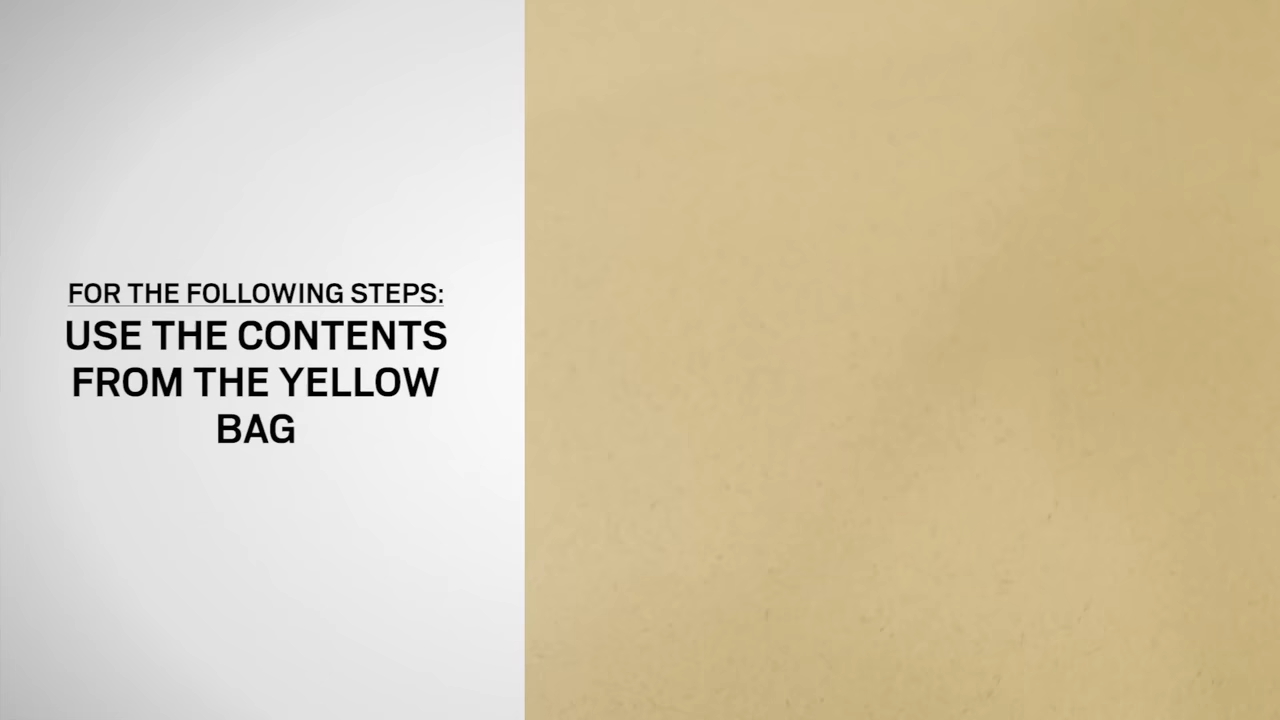 FOR THE FOLLOWING STEPS:
USE THE CONTENTS
FROM THE YELLOW
BAG